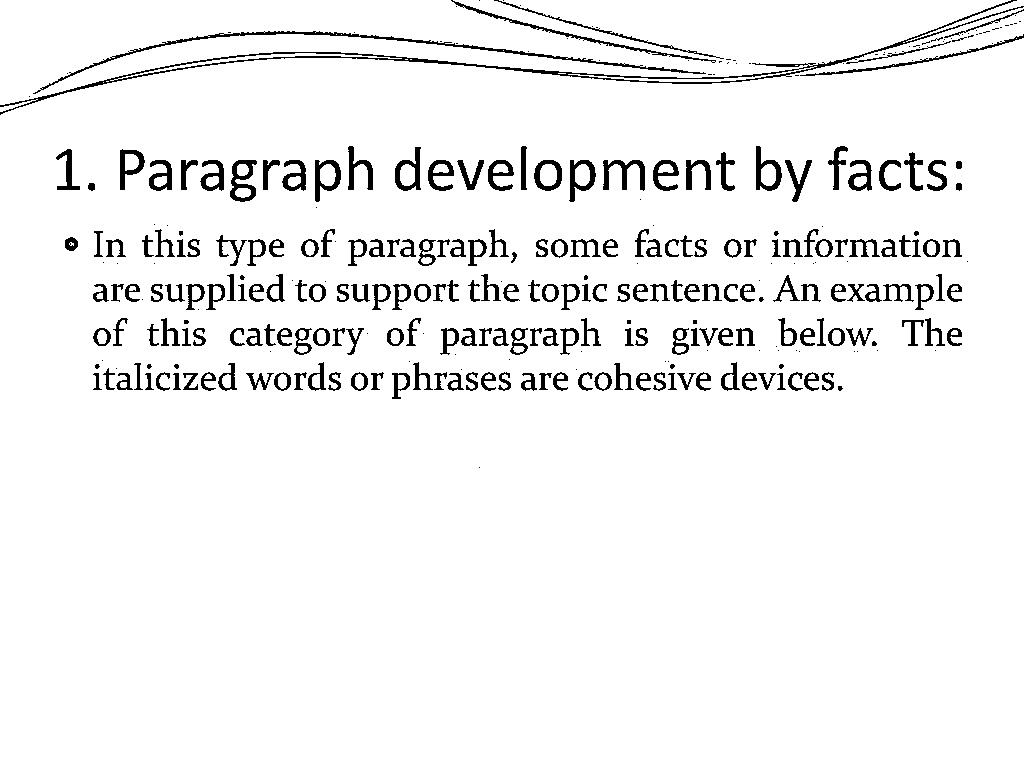 1. Paragraph development by facts:
In this type of paragraph, some facts or information
are supplied to support the topic sentence. An example
of this category of paragraph is given below. The
italicized words or phrases are cohesive devices.